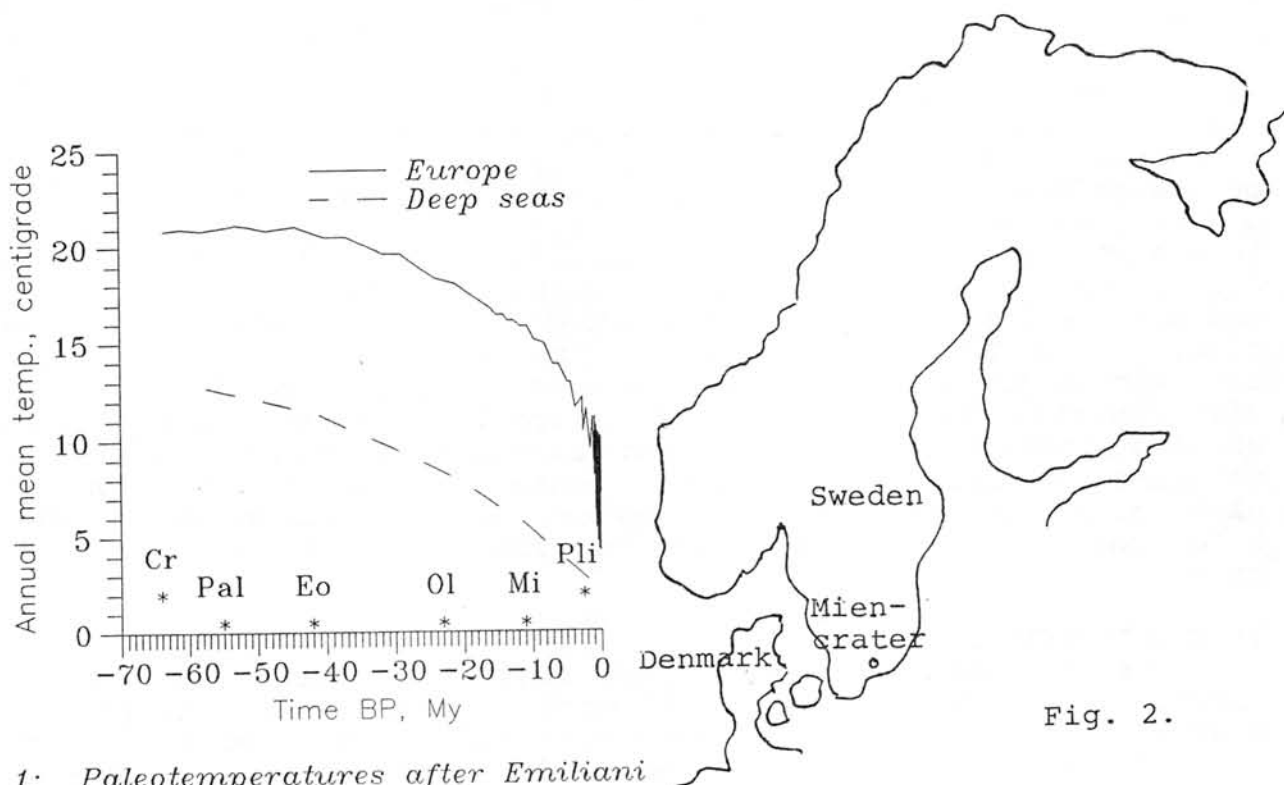 Annual mean temp., centigrade
25
20
15
10
5
0
Europe
Deep seas
Cr
*
Pal
*
Eo
*
Ol
*
Mi
*
Pli
*
-70 -60 -50 -40 -30 -20 -10 0
Time BP, My
1: Paleotemperatures after Emiliani
Sweden
Mien-
crater
Denmark
Fig. 2.